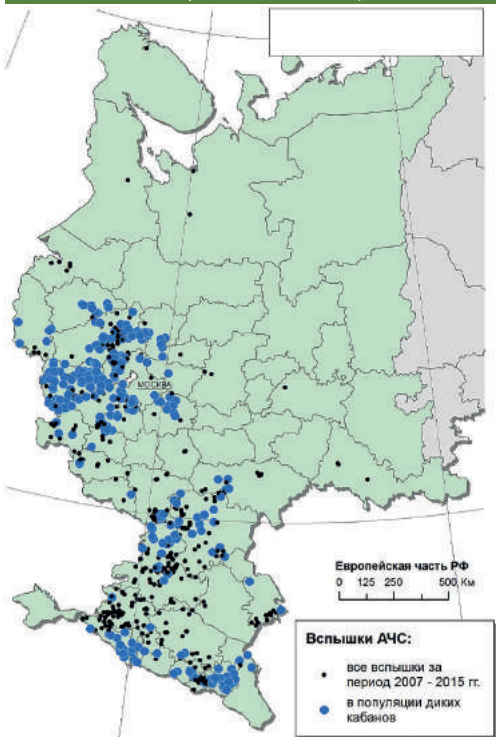 МОСКВА
Европейская часть РФ
0 125 250 500 Км
Вспышки АЧС:
все вспышки за
период 2007 - 2015 гг.
в популяции диких
кабанов